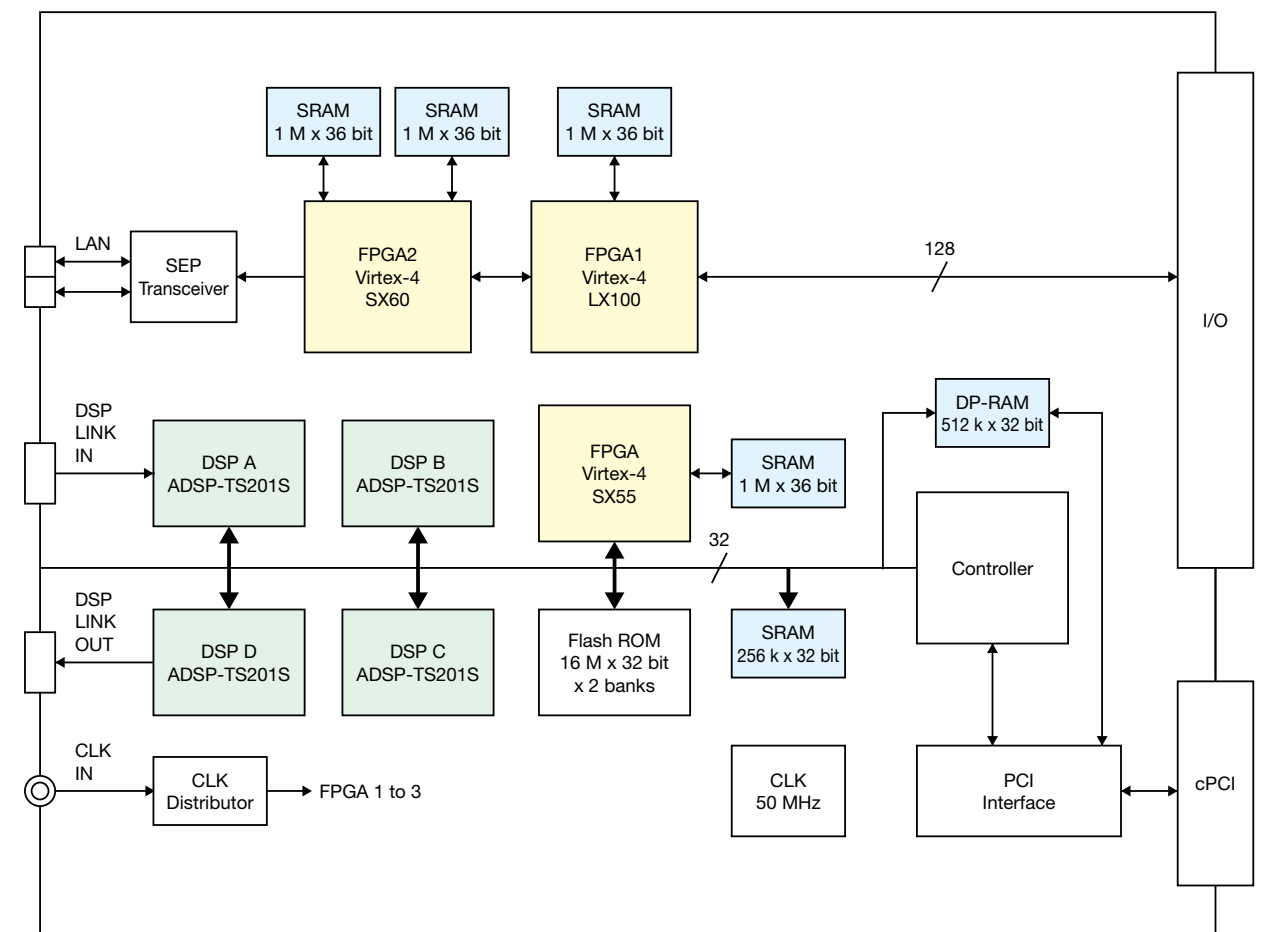 SRAM
1 M x 36 bit
SRAM
1 M x 36 bit
SRAM
1 M x 36 bit
LAN
SEP
Transceiver
FPGA2
Virtex-4
SX60
FPGA1
Virtex-4
LX100
128
I/O
DSP
LINK
IN
DSP A
ADSP-TS201S
DSP B
ADSP-TS201S
FPGA
Virtex-4
SX55
SRAM
1 M x 36 bit
DP-RAM
512 k x 32 bit
32
Controller
DSP
LINK
OUT
DSP D
ADSP-TS201S
DSP C
ADSP-TS201S
Flash ROM
16 M x 32 bit
x 2 banks
SRAM
256 k x 32 bit
CLK
IN
CLK
Distributor
FPGA 1 to 3
CLK
50 MHz
PCI
Interface
cPCI